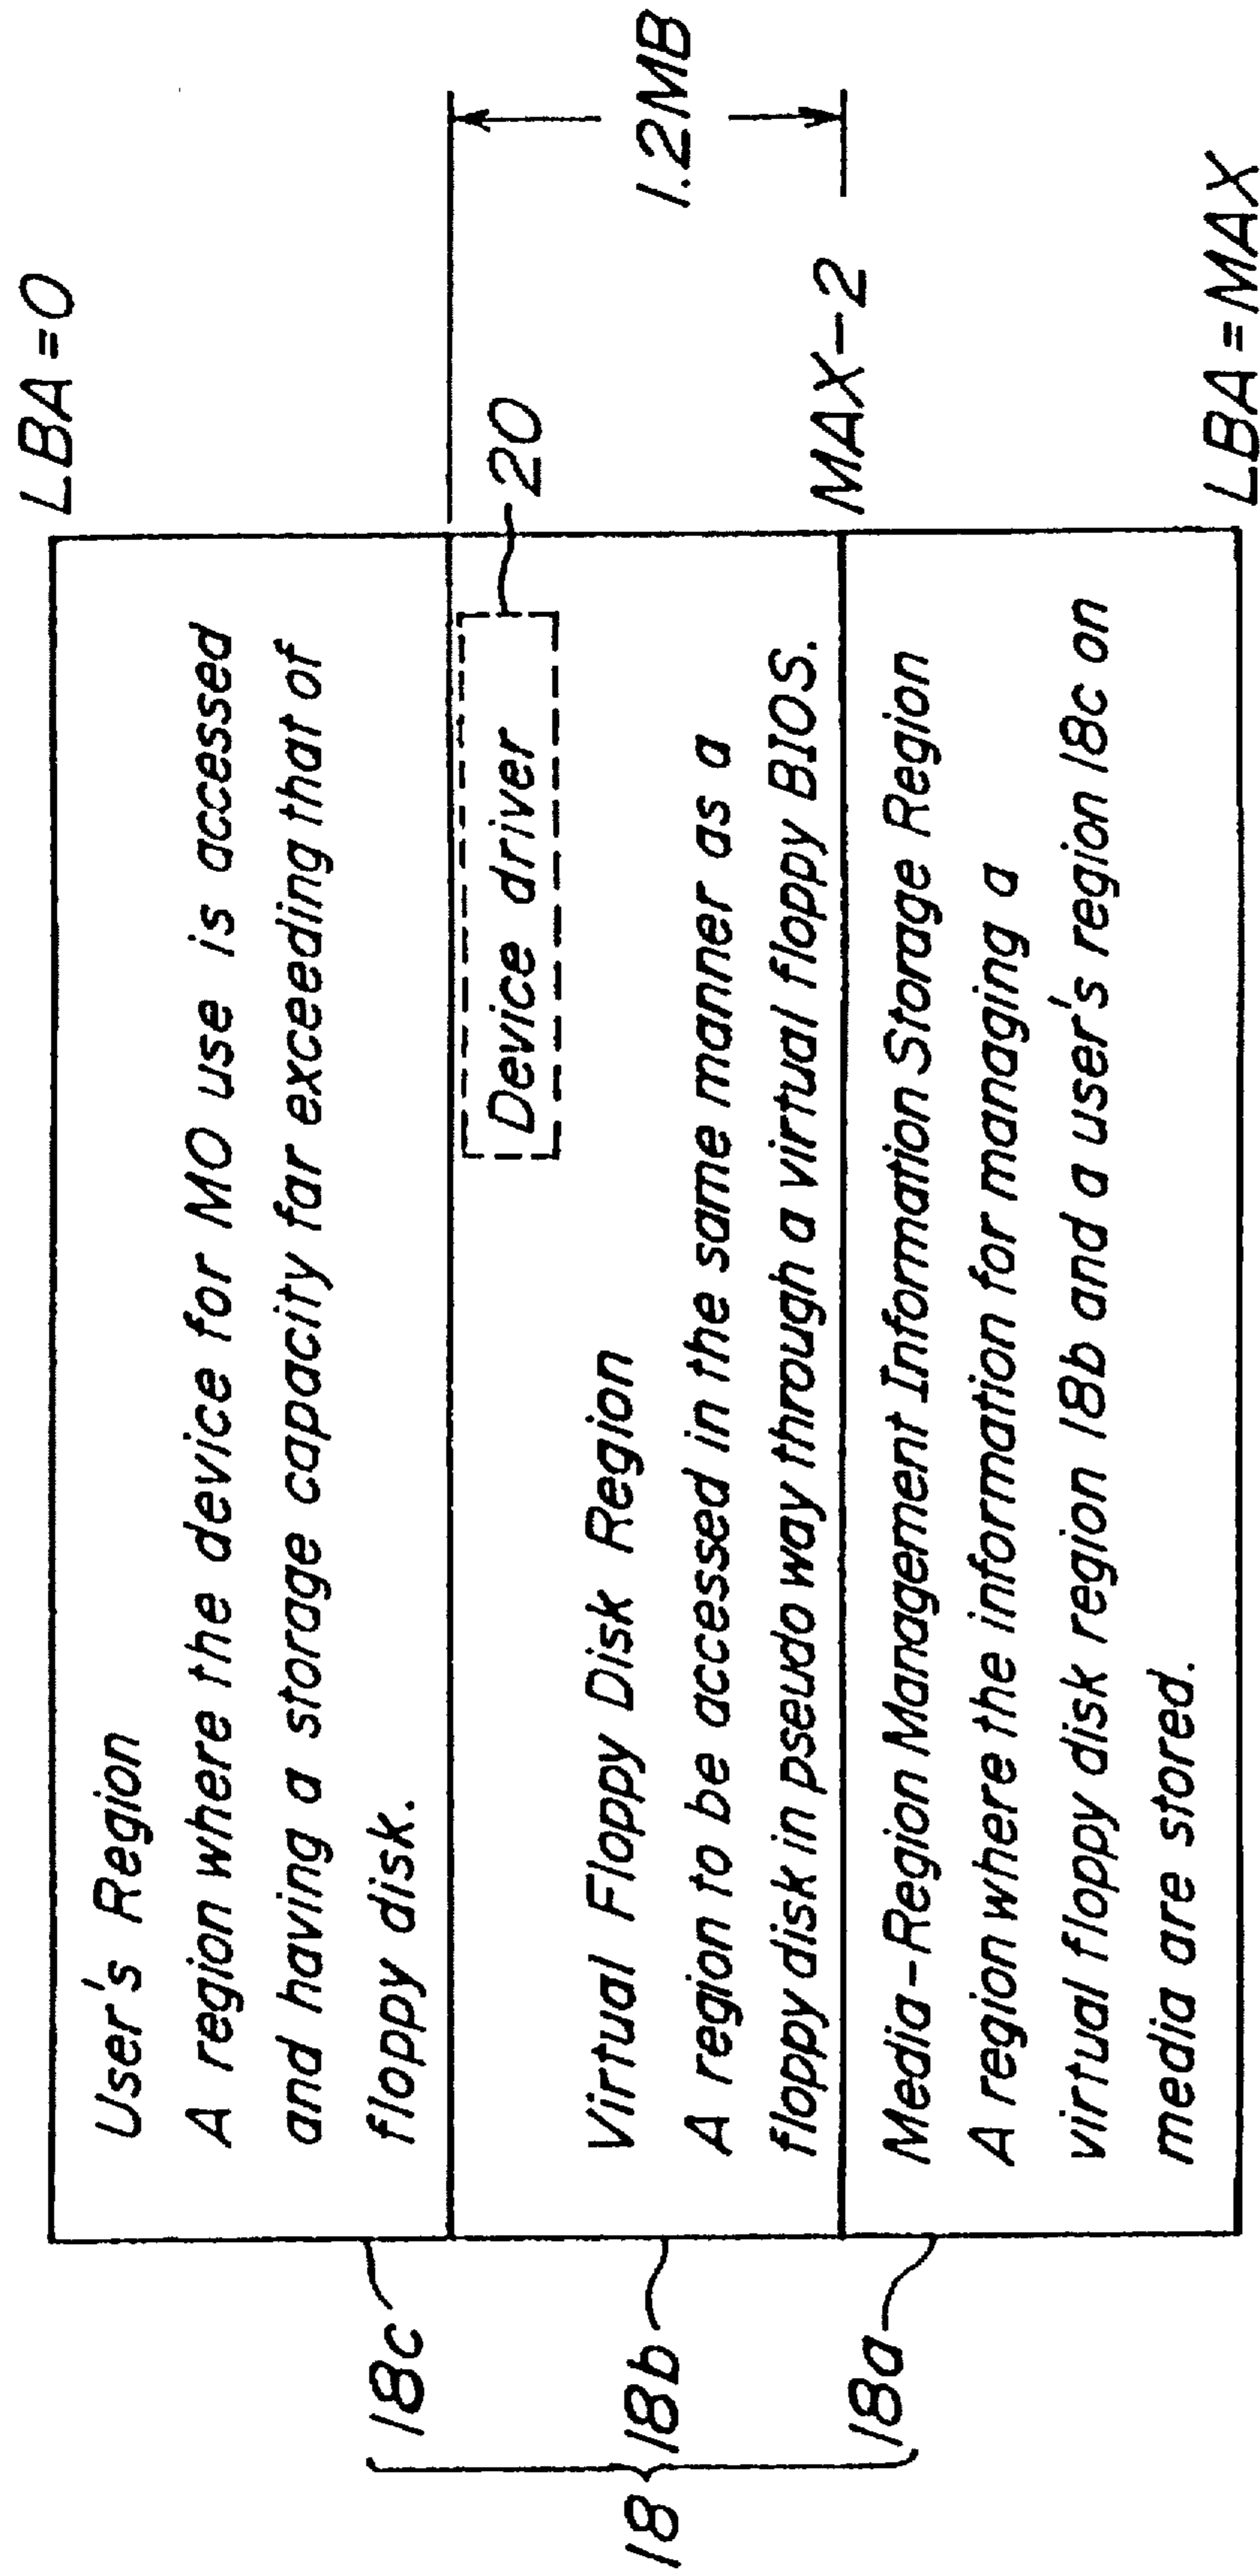 LBA=0
User's Region
A region where the device for MO use is accessed
and having a storage capacity far exceeding that of
floppy disk.
18c
Device driver
20
1.2MB
Virtual Floppy Disk Region
A region to be accessed in the same manner as a
floppy disk in pseudo way through a virtual floppy BIOS.
18
18b
MAX-2
Media-Region Management Information Storage Region
A region where the information for managing a
virtual floppy disk region 18b and a user's region 18c on
media are stored.
18a
LBA=MAX